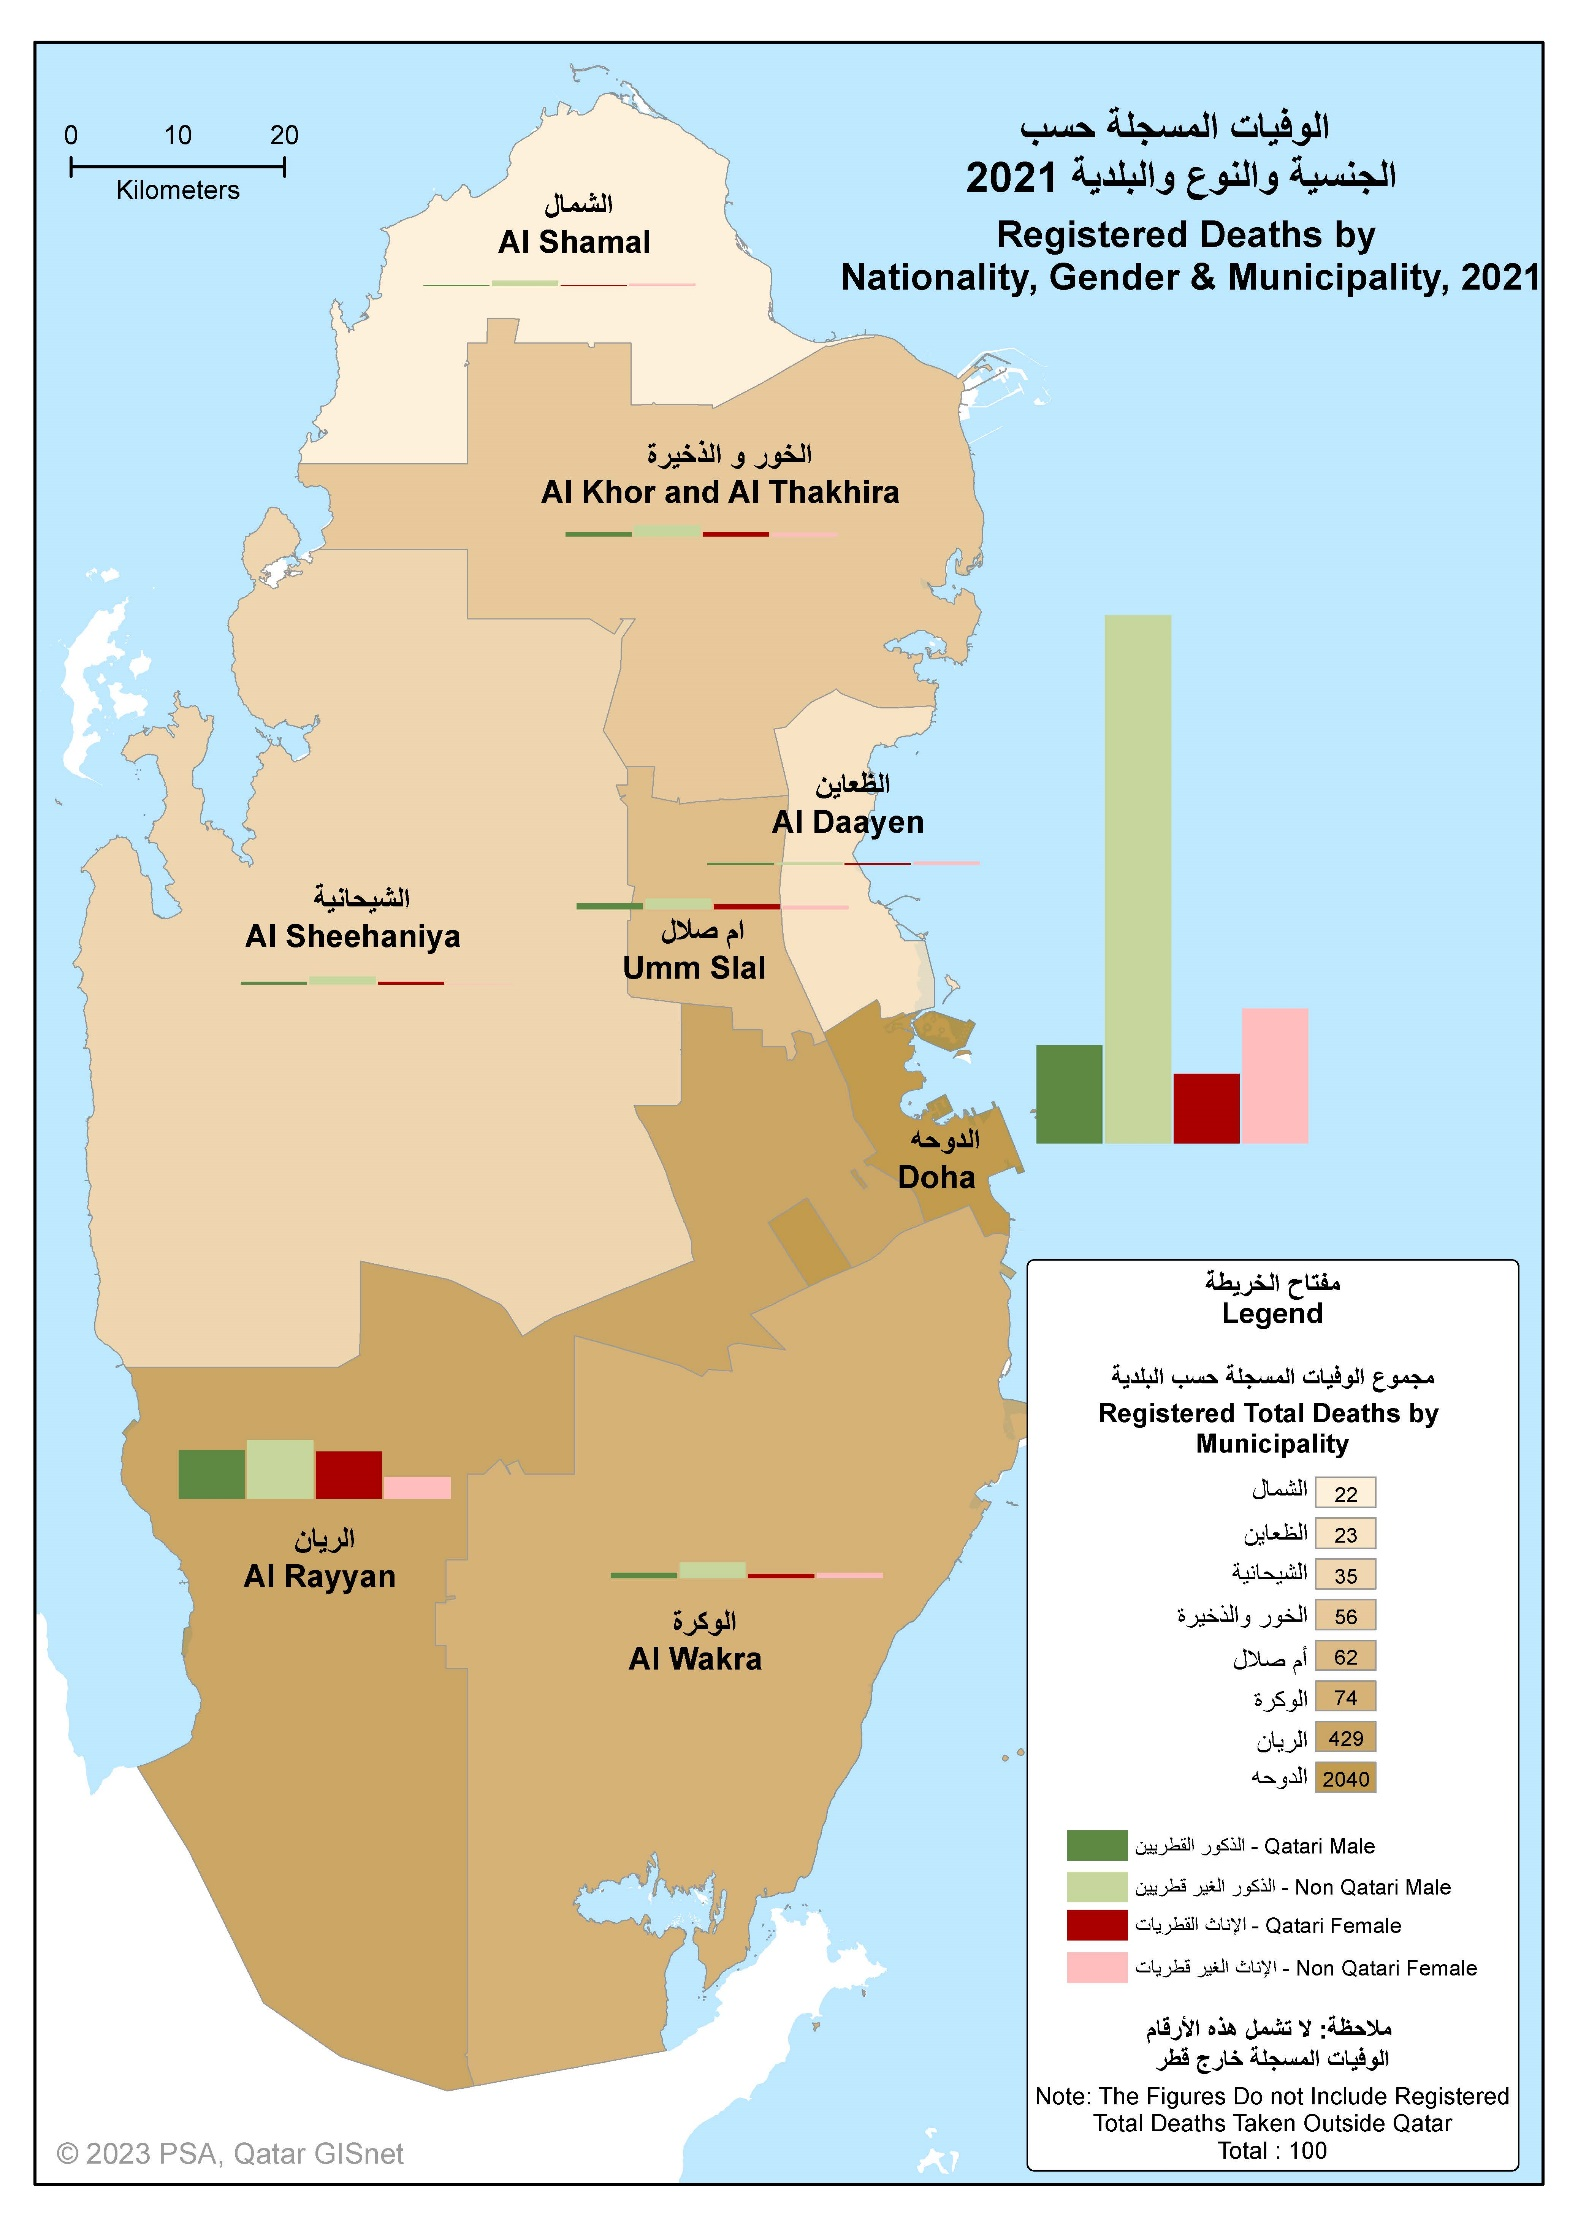 الوفيات المسجلة حسب
الجنسية والنوع والبلدية 2021
Registered Deaths by
Nationality, Gender & Municipality, 2021
0 10 20
Kilometers
الشمال
Al Shamal
الخور و الذخيرة
Al Khor and Al Thakhira
الظعاين
Al Daayen
الشيحانية
Al Sheehaniya
ام صلال
Umm Slal
الدوحه
Doha
الريان
Al Rayyan
الوكرة
Al Wakra
مفتاح الخريطة
Legend
مجموع الوفيات المسجلة حسب البلدية
Registered Total Deaths by
Municipality
الشمال 22
الظعاين 23
الشيحانية 35
الخور والذخيرة 56
أم صلال 62
الوكرة 74
الريان 429
الدوحه 2040
الذكور القطريين - Qatari Male
الذكور الغير قطريين - Non Qatari Male
الإناث القطريات - Qatari Female
الإناث الغير قطريات - Non Qatari Female
ملاحظة: لا تشمل هذه الأرقام
الوفيات المسجلة خارج قطر
Note: The Figures Do not Include Registered
Total Deaths Taken Outside Qatar
Total : 100
© 2023 PSA, Qatar GISnet